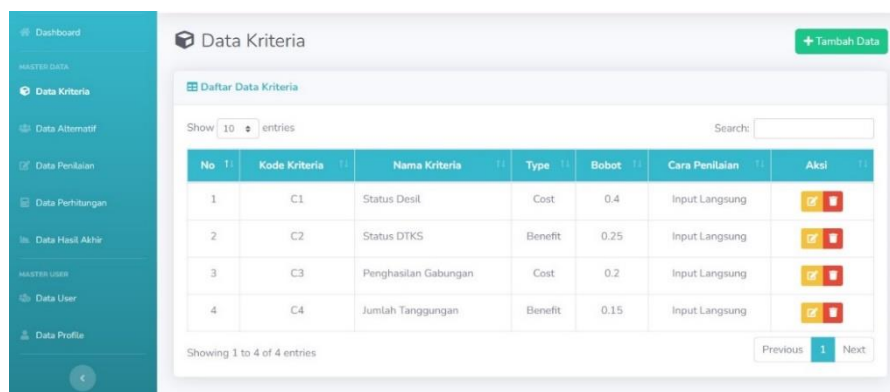 Dashboard
MASTER DATA
Data Kriteria
Data Alternatif
Data Penilaian
Data Perhitungan
Data Hasil Akhir
MASTER USER
Data User
Data Profile
Data Kriteria
+ Tambah Data
Daftar Data Kriteria
Show 10 entries Search:
No Kode Kriteria Nama Kriteria Type Bobot Cara Penilaian Aksi
1 C1 Status Desil Cost 0.4 Input Langsung
2 C2 Status DTKS Benefit 0.25 Input Langsung
3 C3 Penghasilan Gabungan Cost 0.2 Input Langsung
4 C4 Jumlah Tanggungan Benefit 0.15 Input Langsung
Showing 1 to 4 of 4 entries Previous 1 Next